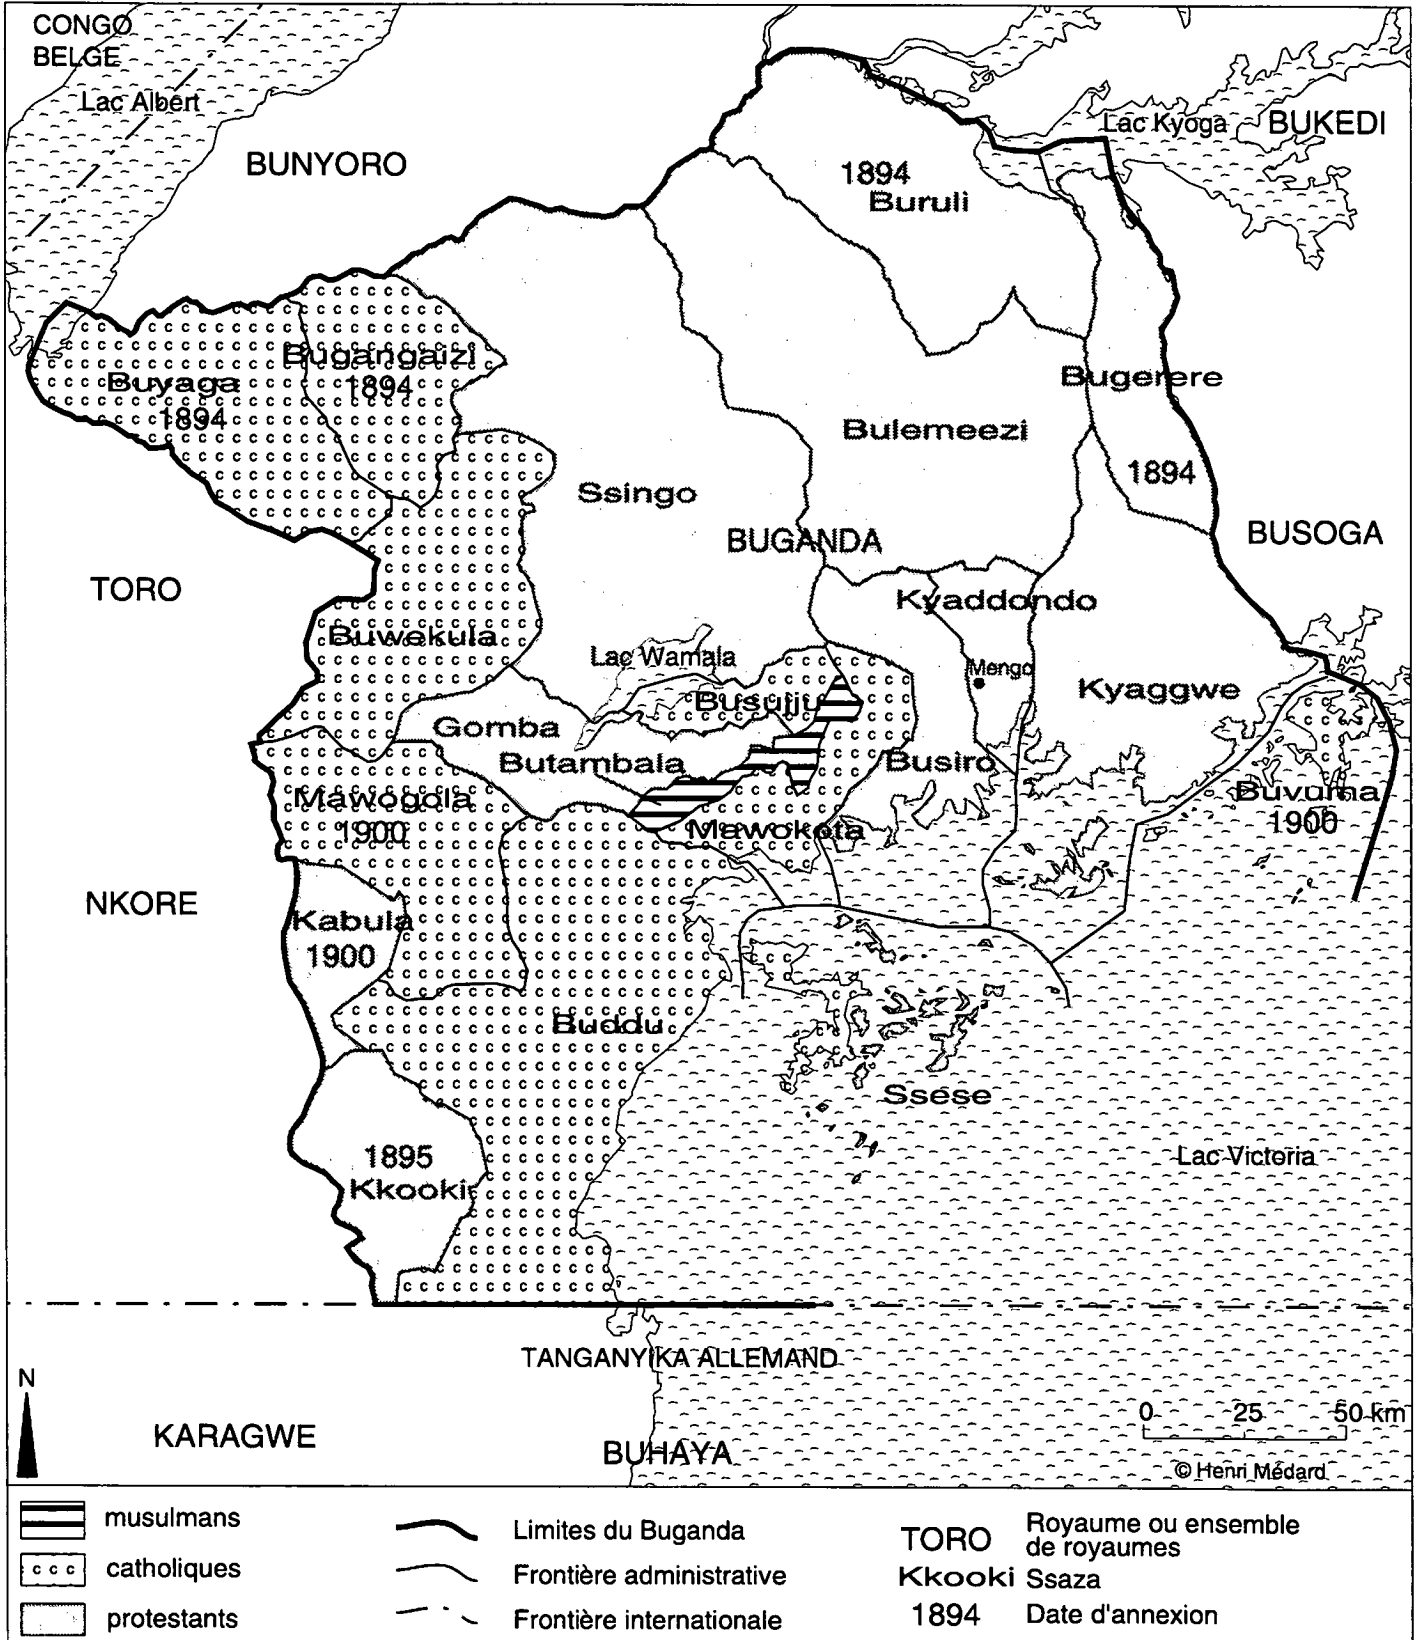 CONGO
BELGE
Lac Albert
BUNYORO
Lac Kyoga
BUKEDI
1894
Buruli
Bugangaizi
1894
Buyaga
1894
Bugerere
1894
Bulemeezi
Ssingo
BUGANDA
BUSOGA
TORO
Kyaddondo
Buwekula
Lac Wamala
Mengo
Kyaggwe
Busujju
Gomba
Butambala
Busiro
Buvuma
1900
Mawogola
1900
Mawokota
NKORE
Kabula
1900
Buddu
Ssese
Lac Victoria
1895
Kkooki
TANGANYIKA ALLEMAND
N
KARAGWE
BUHAYA
0 25 50 km
© Henri Médard
musulmans
catholiques
protestants
Limites du Buganda
Frontière administrative
Frontière internationale
TORO Royaume ou ensemble
de royaumes
Kkooki Ssaza
1894 Date d'annexion